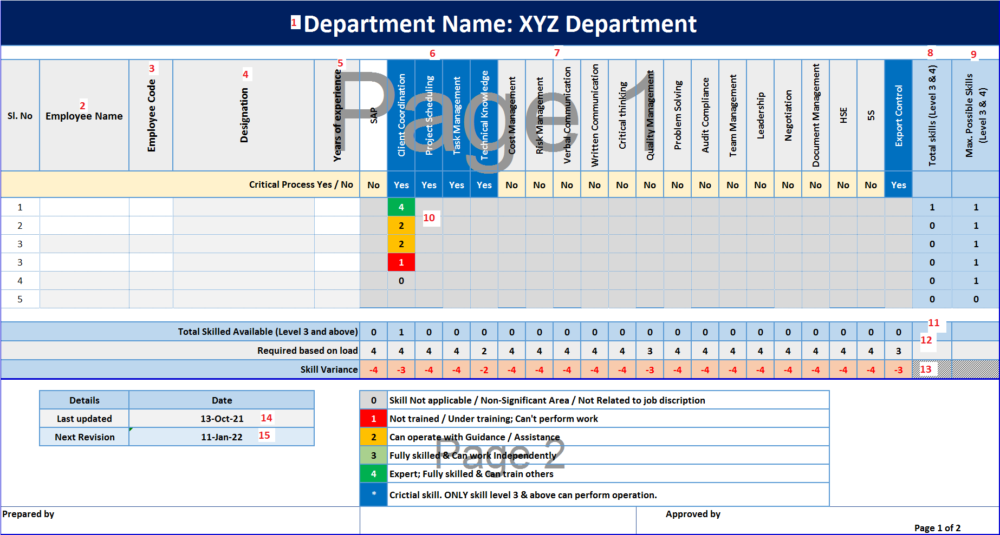 1 Department Name: XYZ Department
6 7 8 9
Sl. No
2
Employee Name
3
Employee Code
4
Designation
5
Years of experience
SAP
Client Coordination
Project Scheduling
Task Management
Technical Knowledge
Cost Management
Risk Management
Verbal Communication
Written Communication
Critical thinking
Quality Management
Problem Solving
Audit Compliance
Team Management
Leadership
Negotiation
Document Management
HSE
5S
Export Control
Total skills (Level 3 & 4)
Max. Possible Skills
(Level 3 & 4)
Page 1
Critical Process Yes / No No Yes Yes Yes Yes No No No No No No No No No No No No No No Yes
1 4 1 1
10
2 2 0 1
3 2 0 1
3 1 0 1
4 0 0 1
5 0 0
Total Skilled Available (Level 3 and above) 0 1 0 0 0 0 0 0 0 0 0 0 0 0 0 0 0 0 0 0 11
Required based on load 4 4 4 4 2 4 4 4 4 4 3 4 4 4 4 4 4 4 4 3 12
Skill Variance -4 -3 -4 -4 -2 -4 -4 -4 -4 -4 -3 -4 -4 -4 -4 -4 -4 -4 -4 -3 13
Details Date
Last updated 13-Oct-21 14
Next Revision 11-Jan-22 15
0 Skill Not applicable / Non-Significant Area / Not Related to job discription
1 Not trained / Under training; Can't perform work
2 Can operate with Guidance / Assistance
3 Fully skilled & Can work Independently
4 Expert; Fully skilled & Can train others
* Crictial skill. ONLY skill level 3 & above can perform operation.
Page 2
Prepared by Approved by
Page 1 of 2